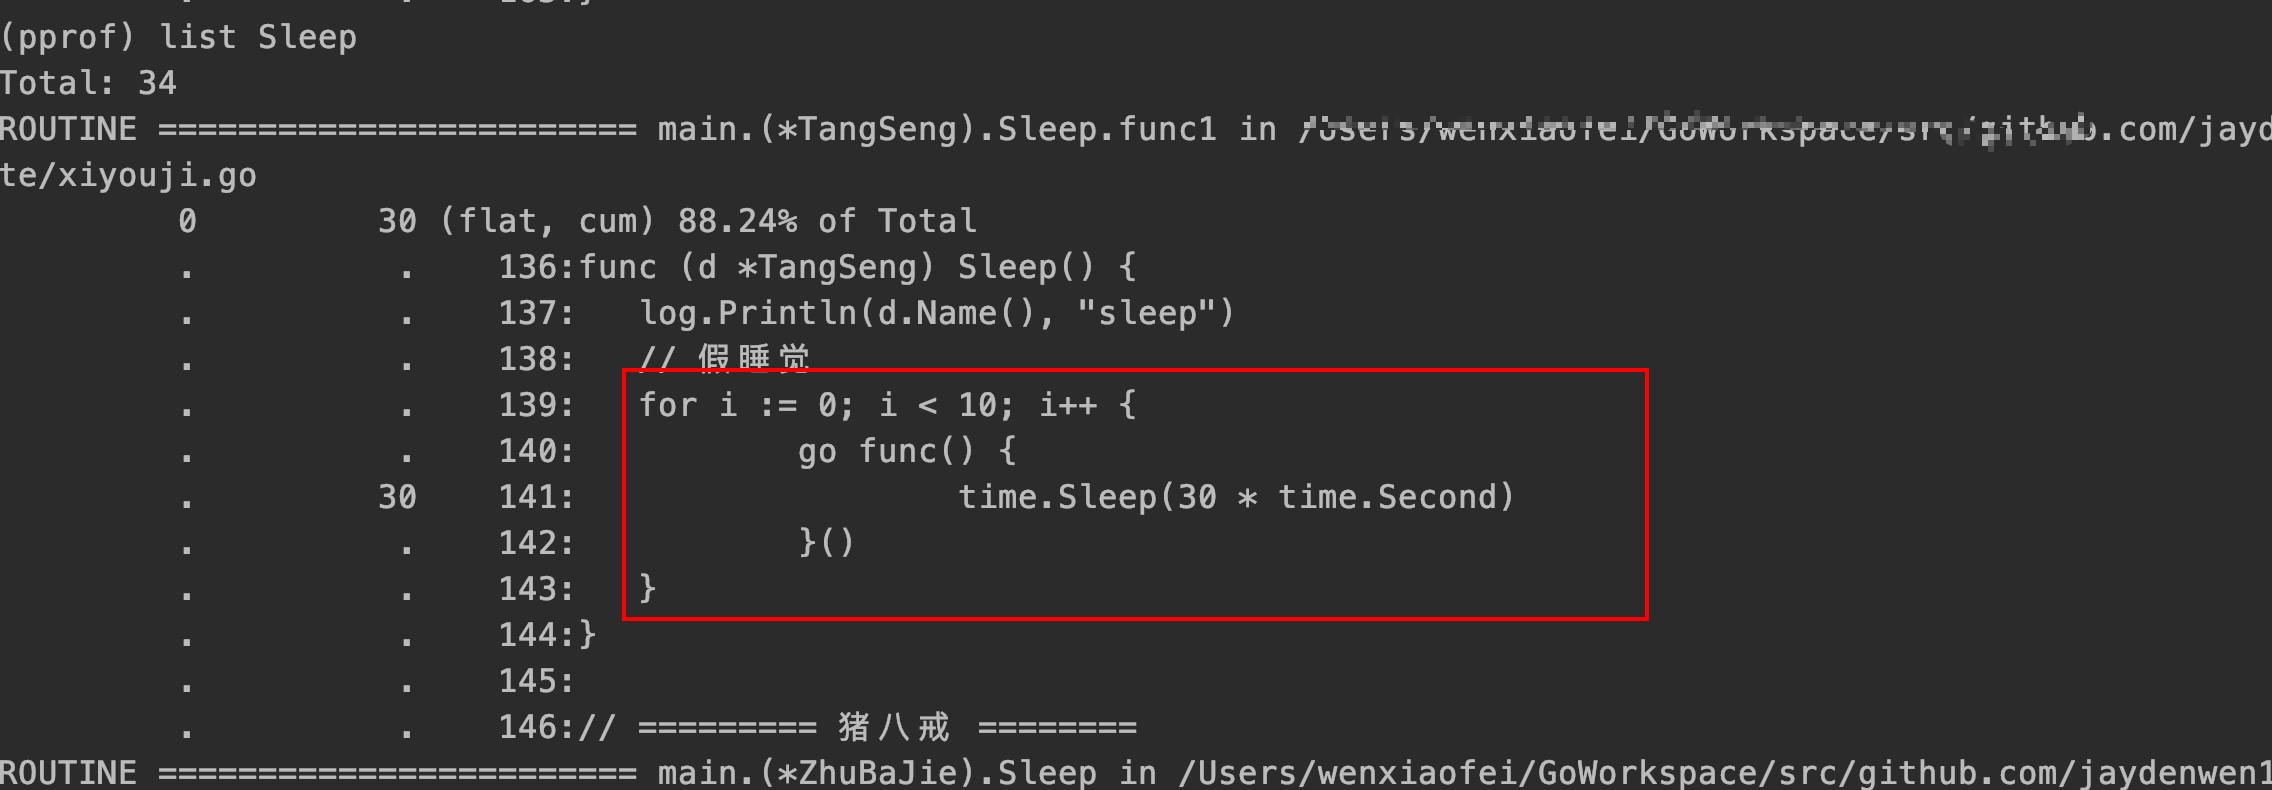 (pprof) list Sleep
Total: 34
ROUTINE ======================== main.(*TangSeng).Sleep.func1 in /Users/wenxiaofei/GoWorkspace/src/github.com/jayd
te/xiyouji.go
0 30 (flat, cum) 88.24% of Total
. . 136:func (d *TangSeng) Sleep() {
. . 137: log.Println(d.Name(), "sleep")
. . 138: // 假睡觉
. . 139: for i := 0; i < 10; i++ {
. . 140: go func() {
. 30 141: time.Sleep(30 * time.Second)
. . 142: }()
. . 143: }
. . 144:}
. . 145:
. . 146:// ========= 猪八戒 ========
ROUTINE ======================== main.(*ZhuBaJie).Sleep in /Users/wenxiaofei/GoWorkspace/src/github.com/jaydenwen1